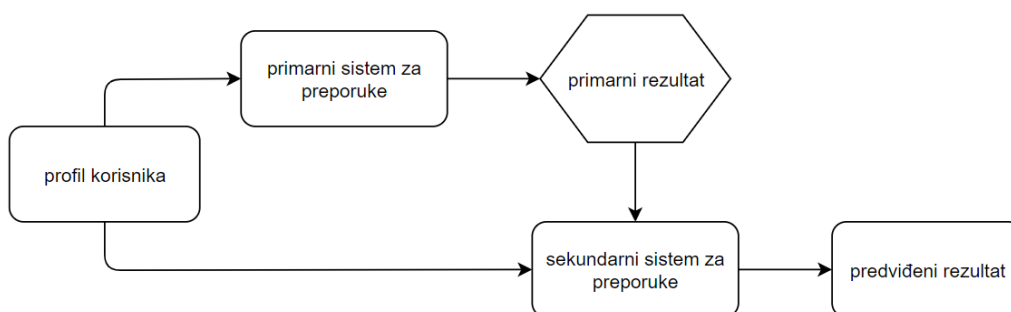 primarni sistem za
preporuke
primarni rezultat
profil korisnika
sekundarni sistem za
preporuke
predviđeni rezultat